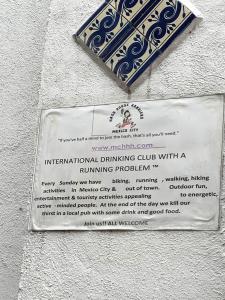 HASH HOUSE HARRIERS
MEXICO CITY
"If you've half a mind to join the hash, that's all you'll need."
www.mchhh.com
INTERNATIONAL DRINKING CLUB WITH A
RUNNING PROBLEM ™
Every Sunday we have biking, running , walking, hiking
activities in Mexico City & out of town. Outdoor fun,
entertainment & touristy activities appealing to energetic,
active - minded people. At the end of the day we kill our
thirst in a local pub with some drink and good food.
Join us!! ALL WELCOME